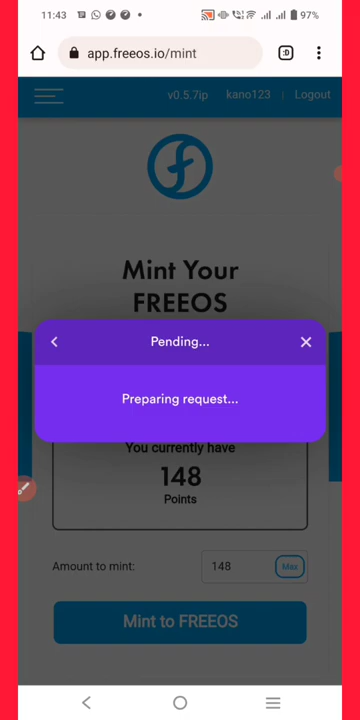 11:43
97%
app.freeos.io/mint
:D
v0.5.7ip kano123 | Logout
Mint Your
FREEOS
Pending...
Preparing request...
You currently have
148
Points
Amount to mint: 148 Max
Mint to FREEOS